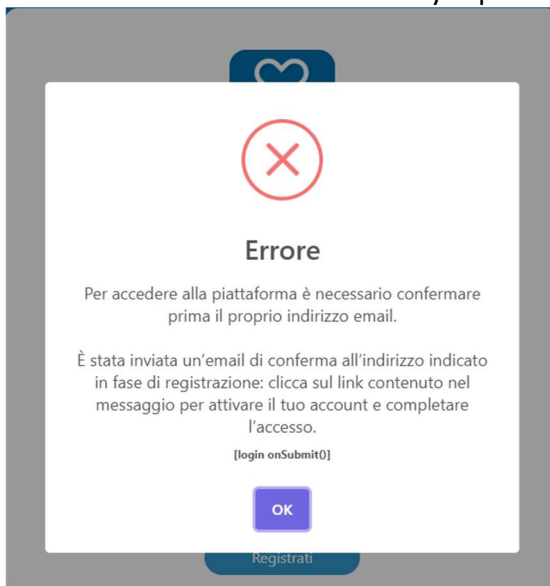 Errore
Per accedere alla piattaforma è necessario confermare
prima il proprio indirizzo email.
È stata inviata un'email di conferma all'indirizzo indicato
in fase di registrazione: clicca sul link contenuto nel
messaggio per attivare il tuo account e completare
l'accesso.
[login onSubmit()]
OK
Registrati